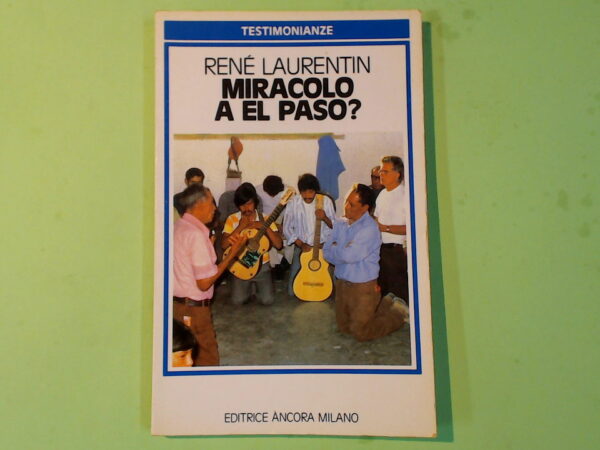 TESTIMONIANZE
RENÉ LAURENTIN
MIRACOLO
A EL PASO?
EDITRICE ÀNCORA MILANO